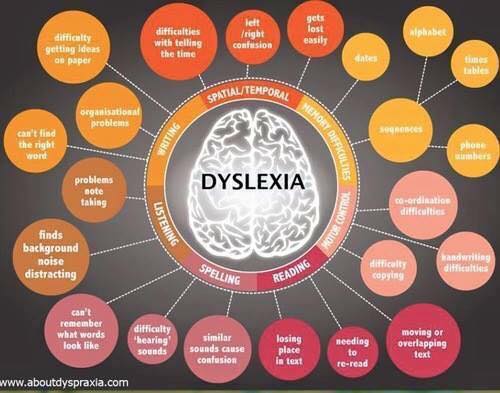 difficulty
getting ideas
on paper
difficulties
with telling
the time
left
/right
confusion
gets
lost
easily
dates
alphabet
times
tables
sequences
phone
numbers
organisational
problems
can't find
the right
word
SPATIAL/TEMPORAL
MEMORY DIFFICULTIES
WRITING
DYSLEXIA
problems
note
taking
LISTENING
MOTOR CONTROL
co-ordination
difficulties
finds
background
noise
distracting
SPELLING
READING
difficulty
copying
handwriting
difficulties
can't
remember
what words
look like
difficulty
'hearing'
sounds
similar
sounds cause
confusion
losing
place
in text
needing
to
re-read
moving or
overlapping
text
www.aboutdyspraxia.com